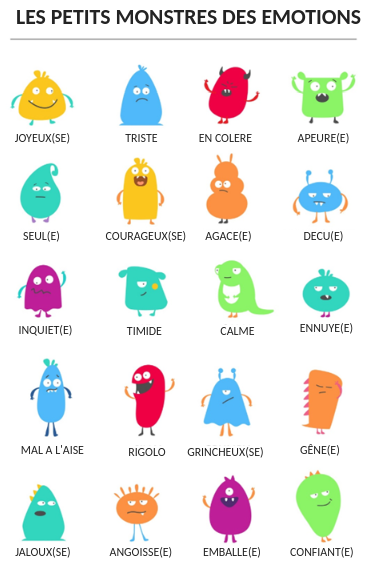 LES PETITS MONSTRES DES EMOTIONS
JOYEUX(SE) TRISTE EN COLERE APEURE(E)
SEUL(E) COURAGEUX(SE) AGACE(E) DECU(E)
INQUIET(E) TIMIDE CALME ENNUYE(E)
MAL A L'AISE RIGOLO GRINCHEUX(SE) GÊNE(E)
JALOUX(SE) ANGOISSE(E) EMBALLE(E) CONFIANT(E)